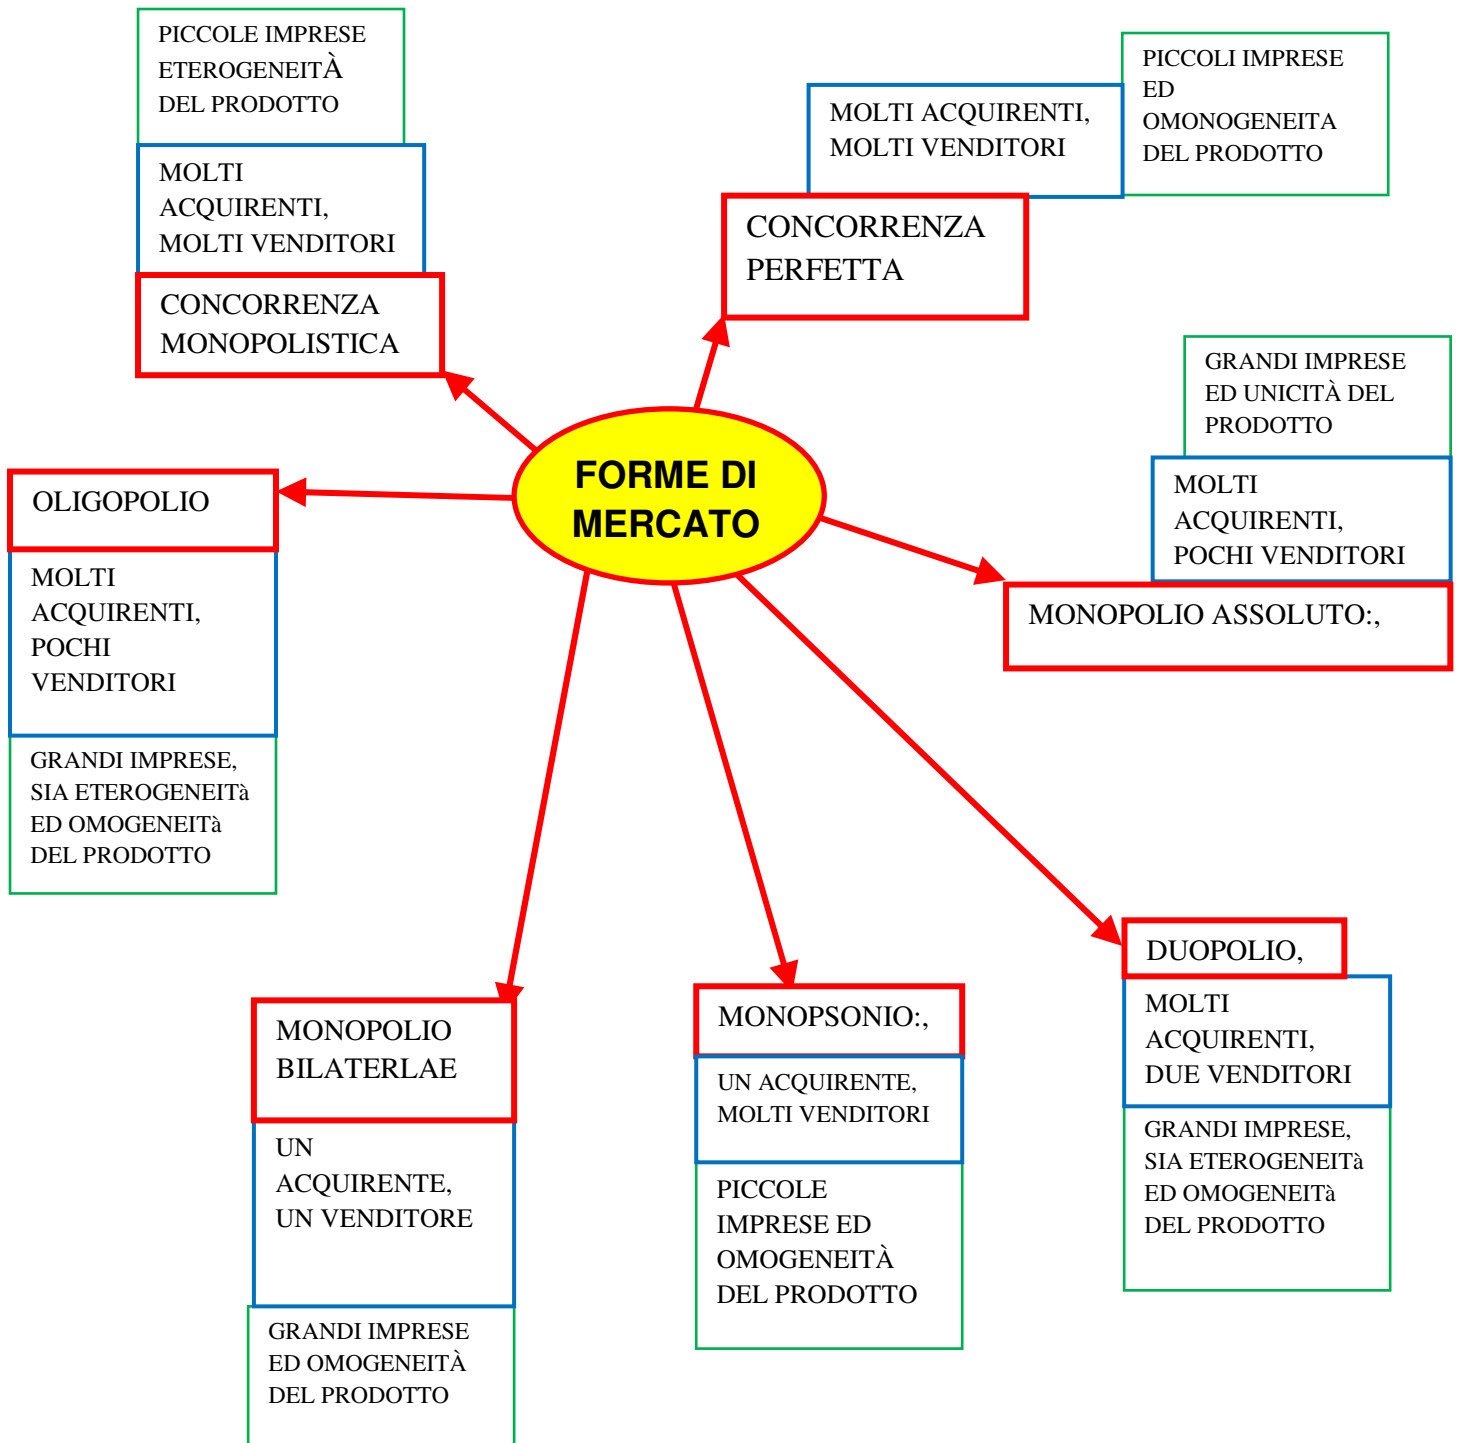 PICCOLE IMPRESE
ETEROGENEITÀ
DEL PRODOTTO
MOLTI
ACQUIRENTI,
MOLTI VENDITORI
CONCORRENZA
MONOPOLISTICA
PICCOLI IMPRESE
ED
OMONOGENEITA
DEL PRODOTTO
MOLTI ACQUIRENTI,
MOLTI VENDITORI
CONCORRENZA
PERFETTA
GRANDI IMPRESE
ED UNICITÀ DEL
PRODOTTO
MOLTI
ACQUIRENTI,
POCHI VENDITORI
MONOPOLIO ASSOLUTO:,
FORME DI
MERCATO
OLIGOPOLIO
MOLTI
ACQUIRENTI,
POCHI
VENDITORI
GRANDI IMPRESE,
SIA ETEROGENEITà
ED OMOGENEITà
DEL PRODOTTO
MONOPOLIO
BILATERLAE
UN
ACQUIRENTE,
UN VENDITORE
GRANDI IMPRESE
ED OMOGENEITÀ
DEL PRODOTTO
MONOPSONIO:,
UN ACQUIRENTE,
MOLTI VENDITORI
PICCOLE
IMPRESE ED
OMOGENEITÀ
DEL PRODOTTO
DUOPOLIO,
MOLTI
ACQUIRENTI,
DUE VENDITORI
GRANDI IMPRESE,
SIA ETEROGENEITà
ED OMOGENEITà
DEL PRODOTTO